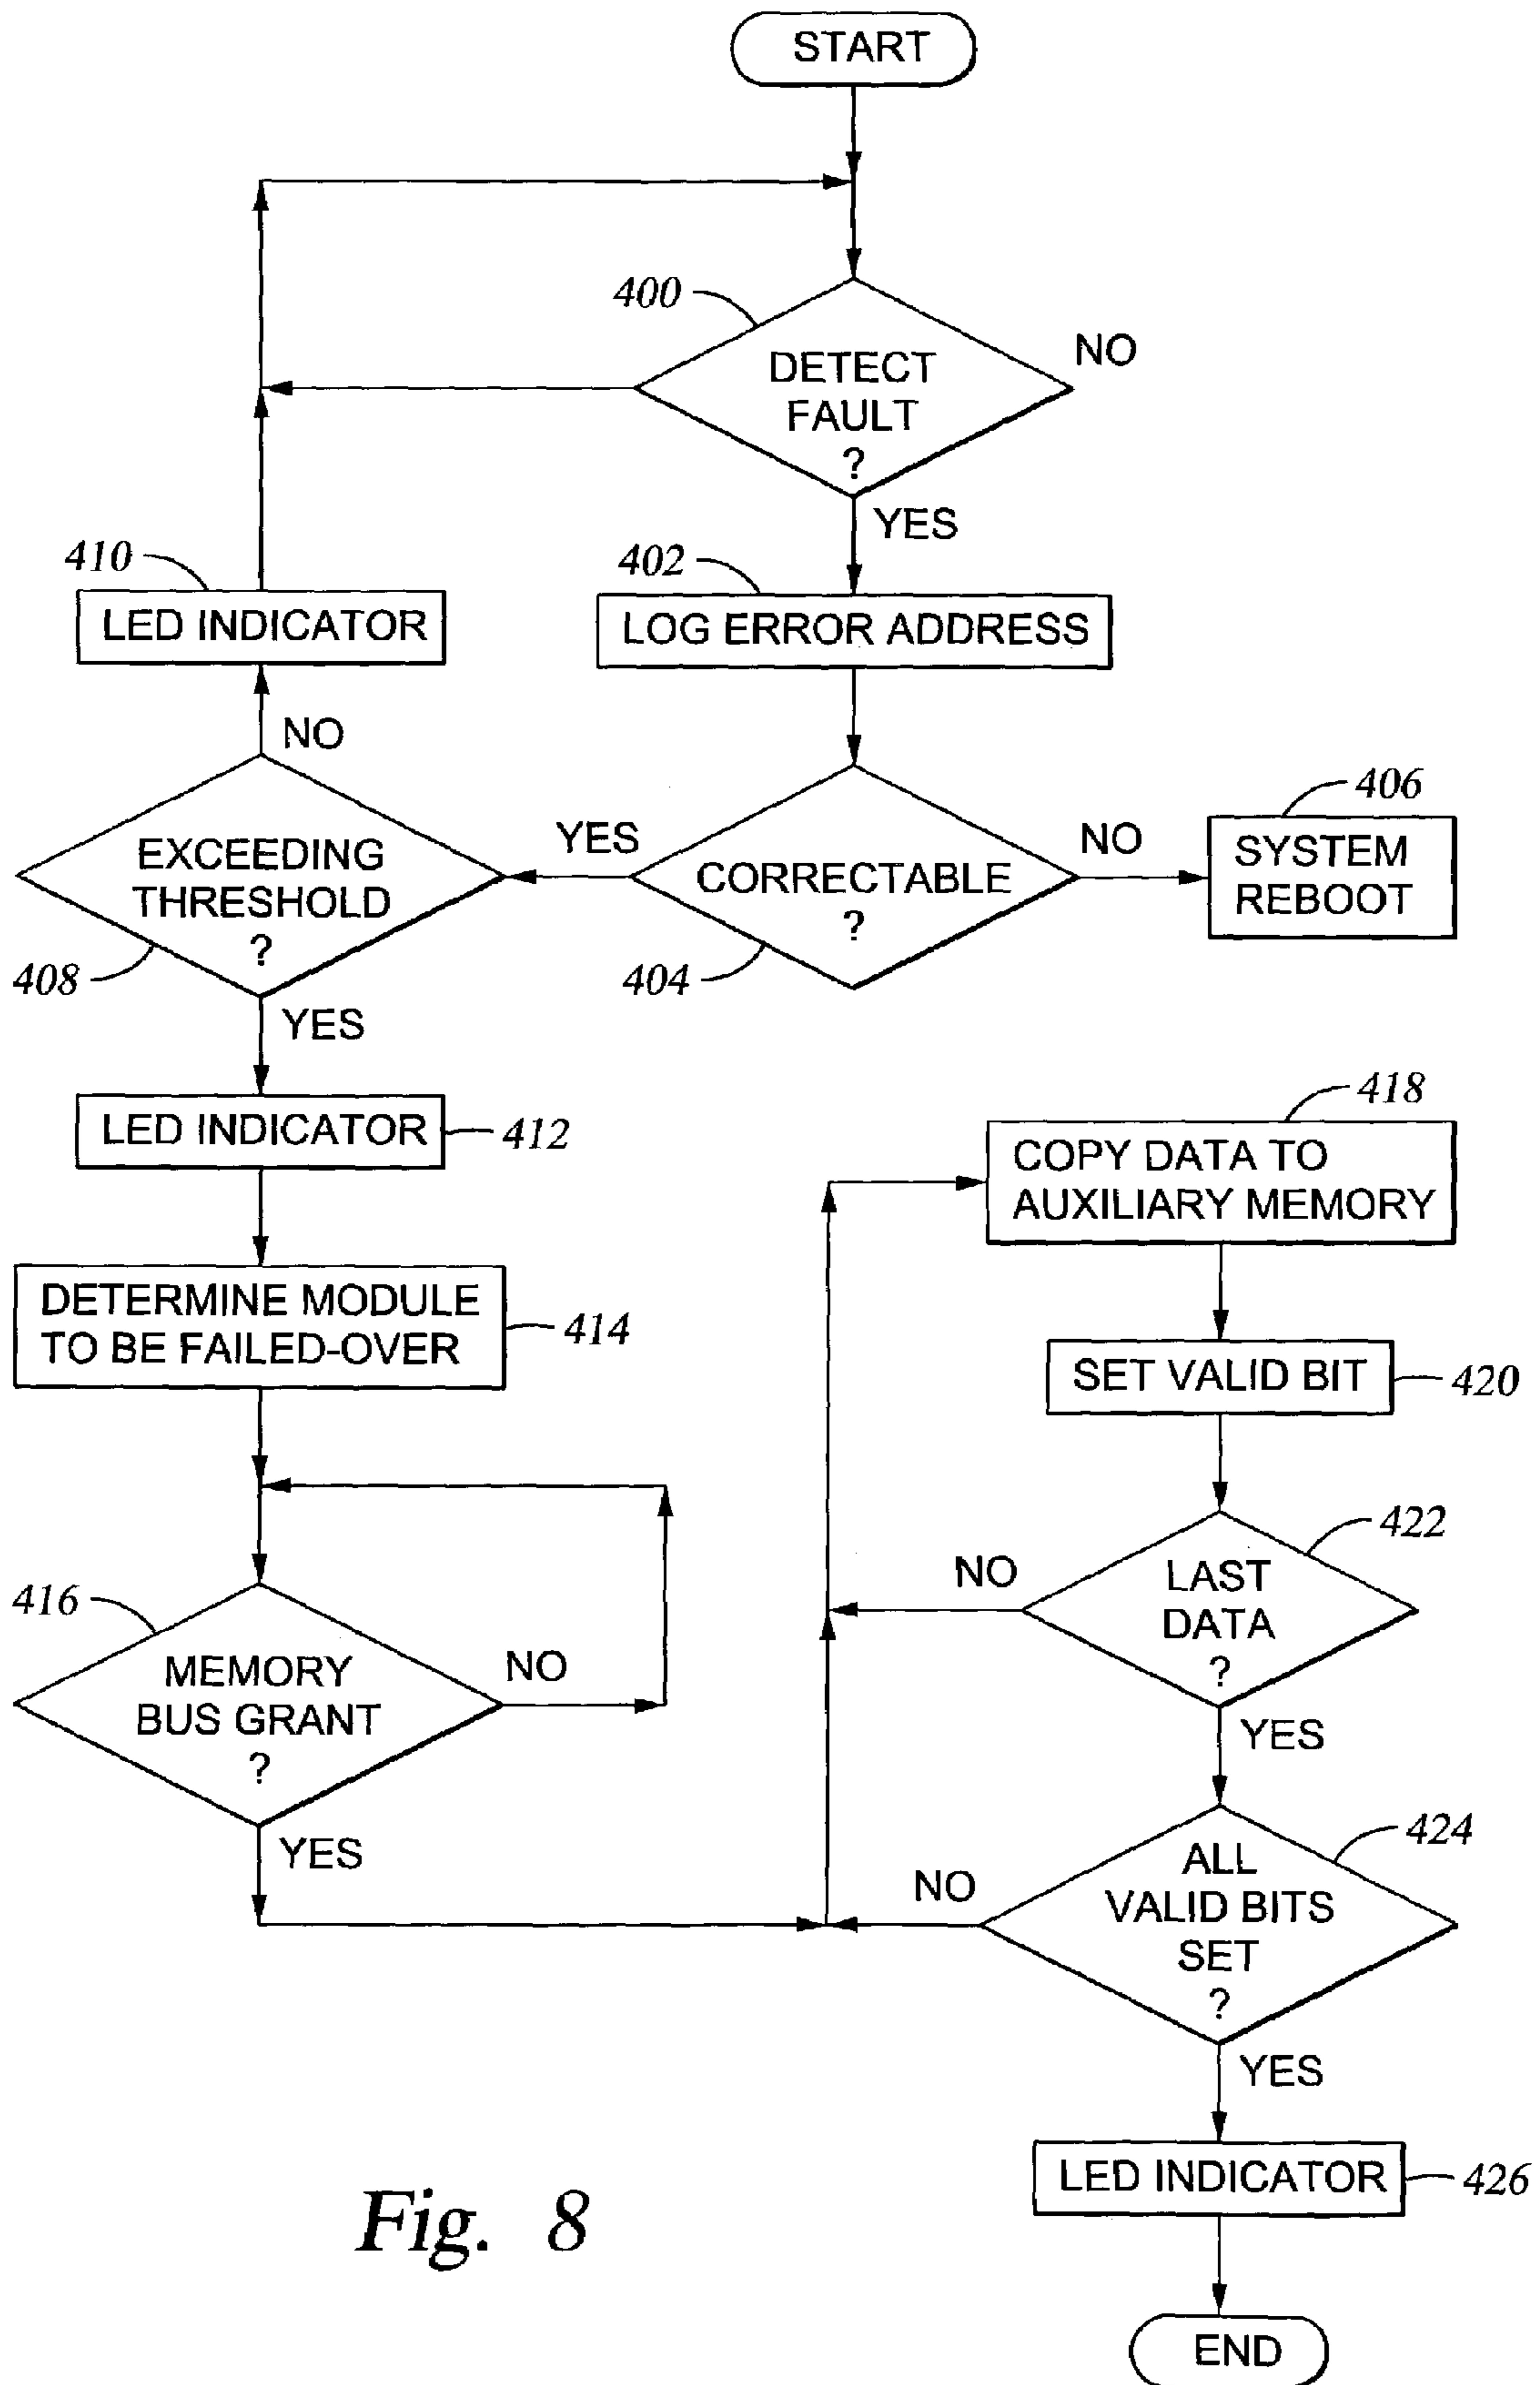 START
400
DETECT
FAULT
?
NO
YES
410
LED INDICATOR
402
LOG ERROR ADDRESS
NO
406
SYSTEM
REBOOT
EXCEEDING
THRESHOLD
?
408
YES
CORRECTABLE
?
404
NO
YES
LED INDICATOR
412
418
COPY DATA TO
AUXILIARY MEMORY
DETERMINE MODULE
TO BE FAILED-OVER
414
SET VALID BIT
420
416
MEMORY
BUS GRANT
?
NO
YES
422
LAST
DATA
?
NO
YES
424
ALL
VALID BITS
SET
?
NO
YES
LED INDICATOR
426
END
Fig. 8